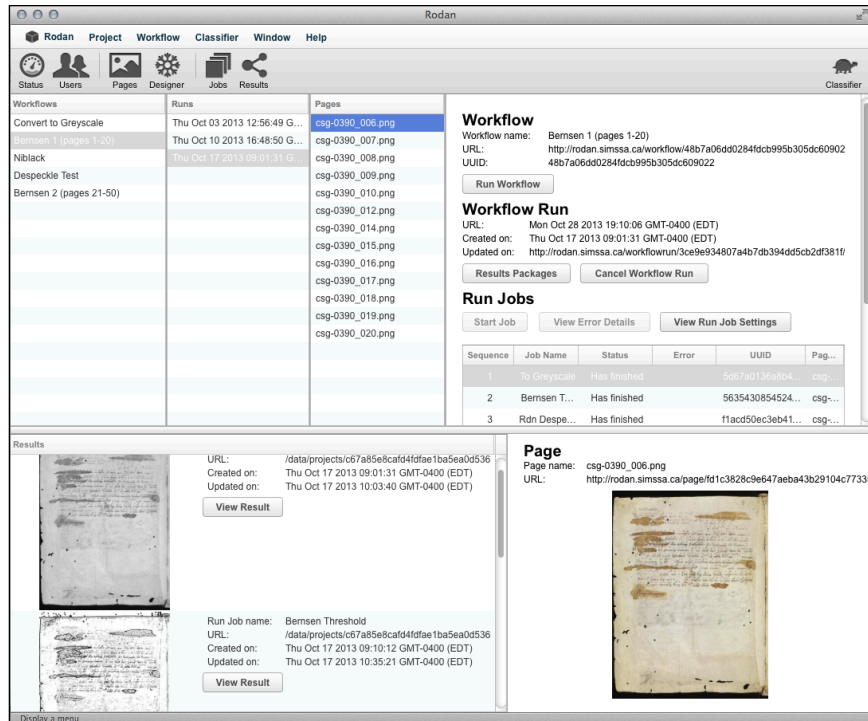 Rodan
Rodan Project Workflow Classifier Window Help
Status Users Pages Designer Jobs Results Classifier
Workflows
Convert to Greyscale
Bernsen 1 (pages 1-20)
Niblack
Despeckle Test
Bernsen 2 (pages 21-50)
Runs
Thu Oct 03 2013 12:56:49 G...
Thu Oct 10 2013 16:48:50 G...
Thu Oct 17 2013 09:01:31 G...
Pages
csg-0390_006.png
csg-0390_007.png
csg-0390_008.png
csg-0390_009.png
csg-0390_010.png
csg-0390_012.png
csg-0390_014.png
csg-0390_015.png
csg-0390_016.png
csg-0390_017.png
csg-0390_018.png
csg-0390_019.png
csg-0390_020.png
Workflow
Workflow name: Bernsen 1 (pages 1-20)
URL: http://rodan.simssa.ca/workflow/48b7a06dd0284fdcb995b305dc60902
UUID: 48b7a06dd0284fdcb995b305dc609022
Run Workflow
Workflow Run
URL: Mon Oct 28 2013 19:10:06 GMT-0400 (EDT)
Created on: Thu Oct 17 2013 09:01:31 GMT-0400 (EDT)
Updated on: http://rodan.simssa.ca/workflowrun/3ce9e934807a4b7db394dd5cb2df381f/
Results Packages Cancel Workflow Run
Run Jobs
Start Job View Error Details View Run Job Settings
Sequence Job Name Status Error UUID Pag...
1 To Greyscale Has finished 5d67a0136a8b4... csg-...
2 Bernsen T... Has finished 5635430854524... csg-...
3 Rdn Despe... Has finished f1acd50ec3eb41... csg-...
Results
URL: /data/projects/c67a85e8cafd4fdfae1ba5ea0d536
Created on: Thu Oct 17 2013 09:01:31 GMT-0400 (EDT)
Updated on: Thu Oct 17 2013 10:03:40 GMT-0400 (EDT)
View Result
Run Job name: Bernsen Threshold
URL: /data/projects/c67a85e8cafd4fdfae1ba5ea0d536
Created on: Thu Oct 17 2013 09:10:12 GMT-0400 (EDT)
Updated on: Thu Oct 17 2013 10:35:21 GMT-0400 (EDT)
View Result
Page
Page name: csg-0390_006.png
URL: http://rodan.simssa.ca/page/fd1c3828c9e647aeba43b29104c7733
Display a menu